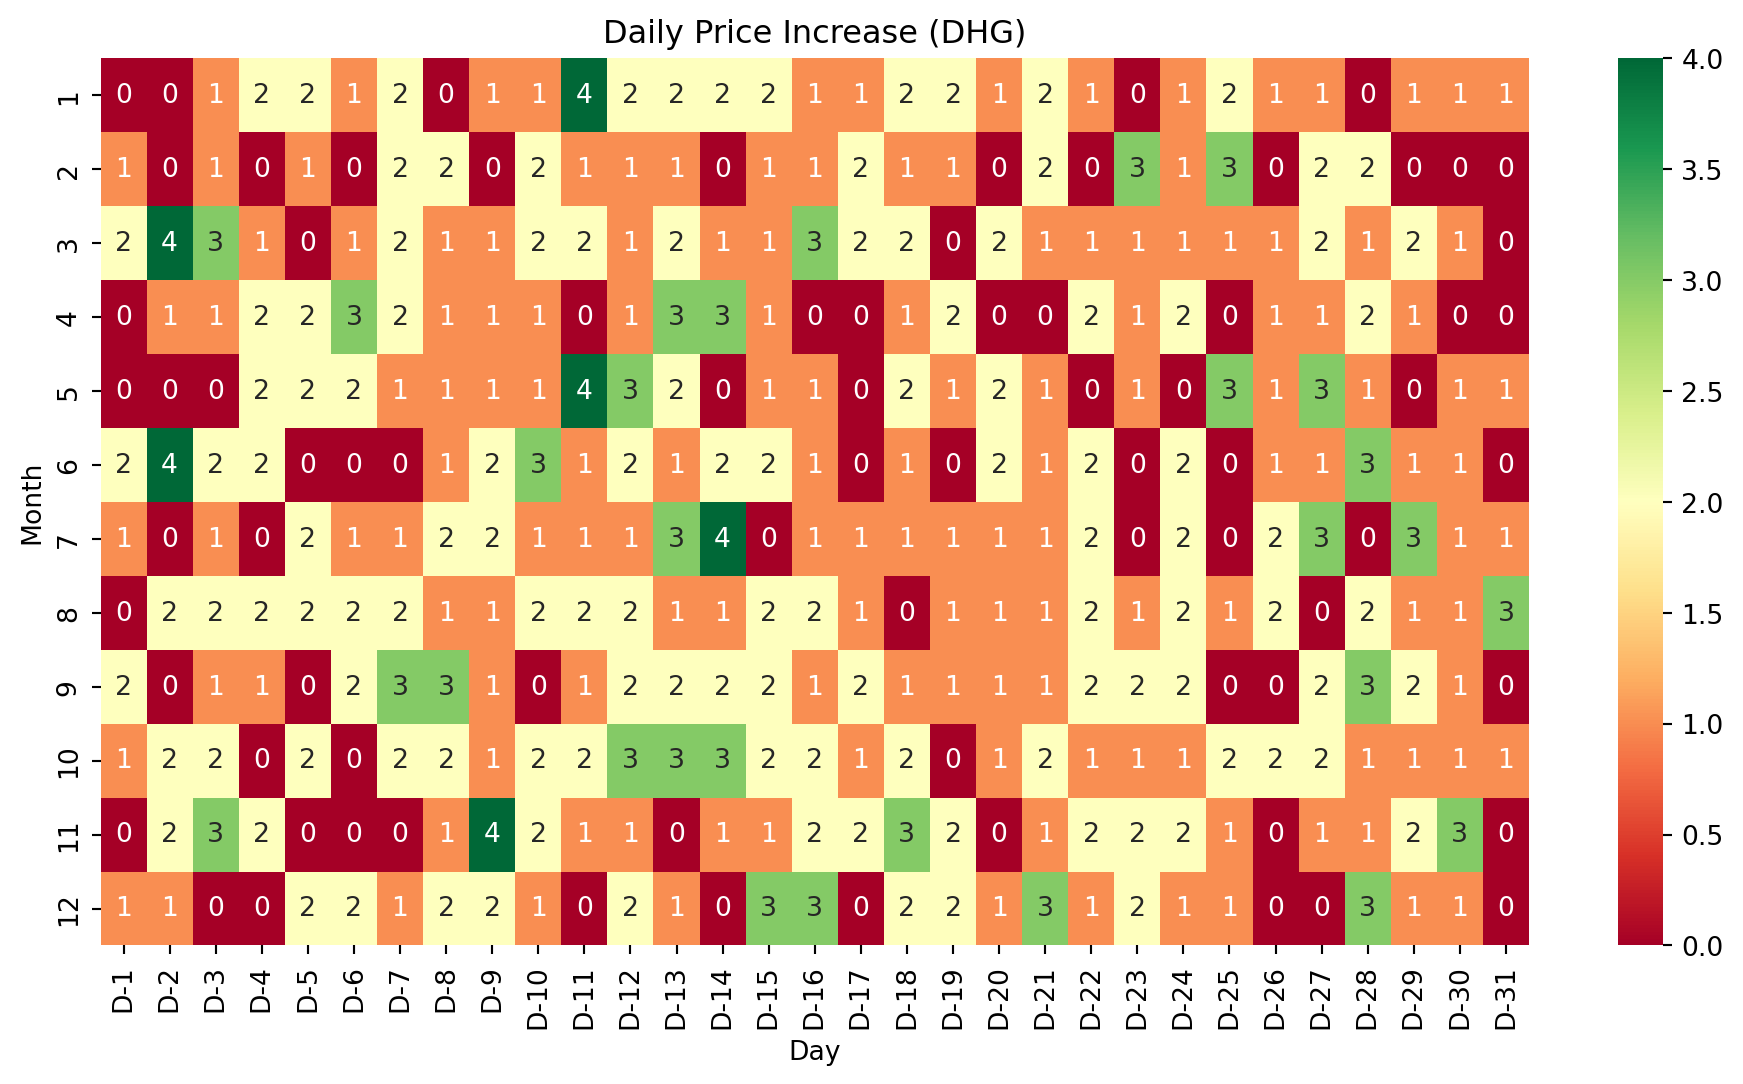 Daily Price Increase (DHG)
1 0 0 1 2 2 1 2 0 1 1 4 2 2 2 2 1 1 2 2 1 2 1 0 1 2 1 1 0 1 1 1
2 1 0 1 0 1 0 2 2 0 2 1 1 1 0 1 1 2 1 1 0 2 0 3 1 3 0 2 2 0 0 0
3 2 4 3 1 0 1 2 1 1 2 2 1 2 1 1 3 2 2 0 2 1 1 1 1 1 1 2 1 2 1 0
4 0 1 1 2 2 3 2 1 1 1 0 1 3 3 1 0 0 1 2 0 0 2 1 2 0 1 1 2 1 0 0
5 0 0 0 2 2 2 1 1 1 1 4 3 2 0 1 1 0 2 1 2 1 0 1 0 3 1 3 1 0 1 1
6 2 4 2 2 0 0 0 1 2 3 1 2 1 2 2 1 0 1 0 2 1 2 0 2 0 1 1 3 1 1 0
7 1 0 1 0 2 1 1 2 2 1 1 1 3 4 0 1 1 1 1 1 1 2 0 2 0 2 3 0 3 1 1
8 0 2 2 2 2 2 2 1 1 2 2 2 1 1 2 2 1 0 1 1 1 2 1 2 1 2 0 2 1 1 3
9 2 0 1 1 0 2 3 3 1 0 1 2 2 2 2 1 2 1 1 1 1 2 2 2 0 0 2 3 2 1 0
10 1 2 2 0 2 0 2 2 1 2 2 3 3 3 2 2 1 2 0 1 2 1 1 1 2 2 2 1 1 1 1
11 0 2 3 2 0 0 0 1 4 2 1 1 0 1 1 2 2 3 2 0 1 2 2 2 1 0 1 1 2 3 0
12 1 1 0 0 2 2 1 2 2 1 0 2 1 0 3 3 0 2 2 1 3 1 2 1 1 0 0 3 1 1 0
Month
D-1 D-2 D-3 D-4 D-5 D-6 D-7 D-8 D-9 D-10 D-11 D-12 D-13 D-14 D-15 D-16 D-17 D-18 D-19 D-20 D-21 D-22 D-23 D-24 D-25 D-26 D-27 D-28 D-29 D-30 D-31
Day
4.0
3.5
3.0
2.5
2.0
1.5
1.0
0.5
0.0